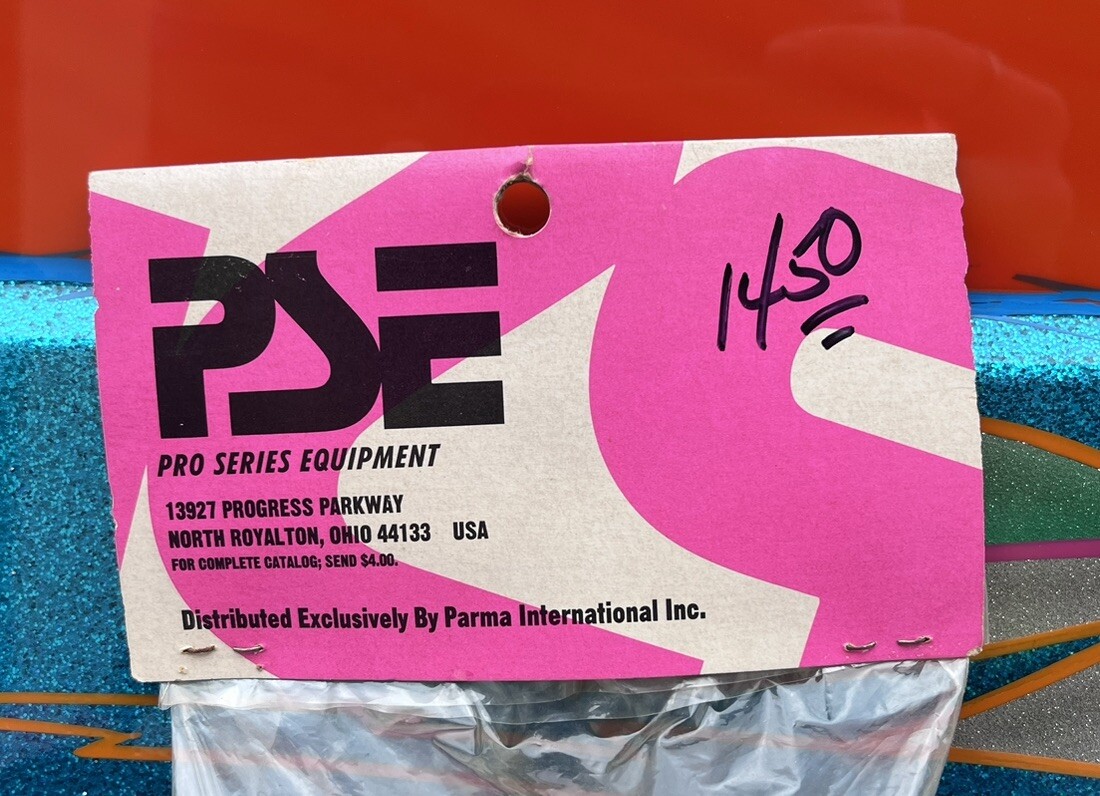 PSE
1450
PRO SERIES EQUIPMENT
13927 PROGRESS PARKWAY
NORTH ROYALTON, OHIO 44133 USA
FOR COMPLETE CATALOG; SEND $4.00.
Distributed Exclusively By Parma International Inc.